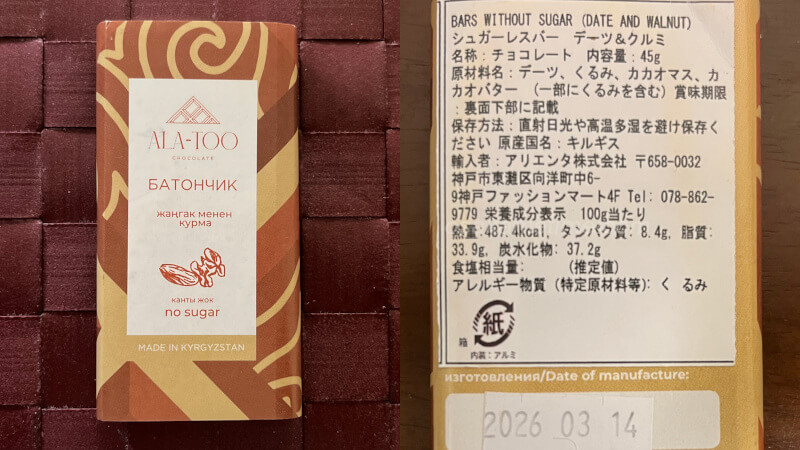 ALA-TOO
CHOCOLATE
БАТОНЧИК
жаңгак менен
курма
канты жок
no sugar
MADE IN KYRGYZSTAN
BARS WITHOUT SUGAR (DATE AND WALNUT)
シュガーレスバー デーツ&クルミ
名称：チョコレート 内容量：45g
原材料名：デーツ、くるみ、カカオマス、カ
カオバター （一部にくるみを含む）賞味期限
：裏面下部に記載
保存方法：直射日光や高温多湿を避け保存く
ださい 原産国名：キルギス
輸入者：アリエンタ株式会社 〒658-0032
神戸市東灘区向洋町中6-
9神戸ファッションマート4F Tel: 078-862-
9779 栄養成分表示 100g当たり
熱量:487.4kcal, タンパク質: 8.4g, 脂質:
33.9g, 炭水化物: 37.2g
食塩相当量: (推定値)
アレルギー物質（特定原材料等）: く るみ
紙
箱
内装：アルミ
изготовления/Date of manufacture:
2026 03 14